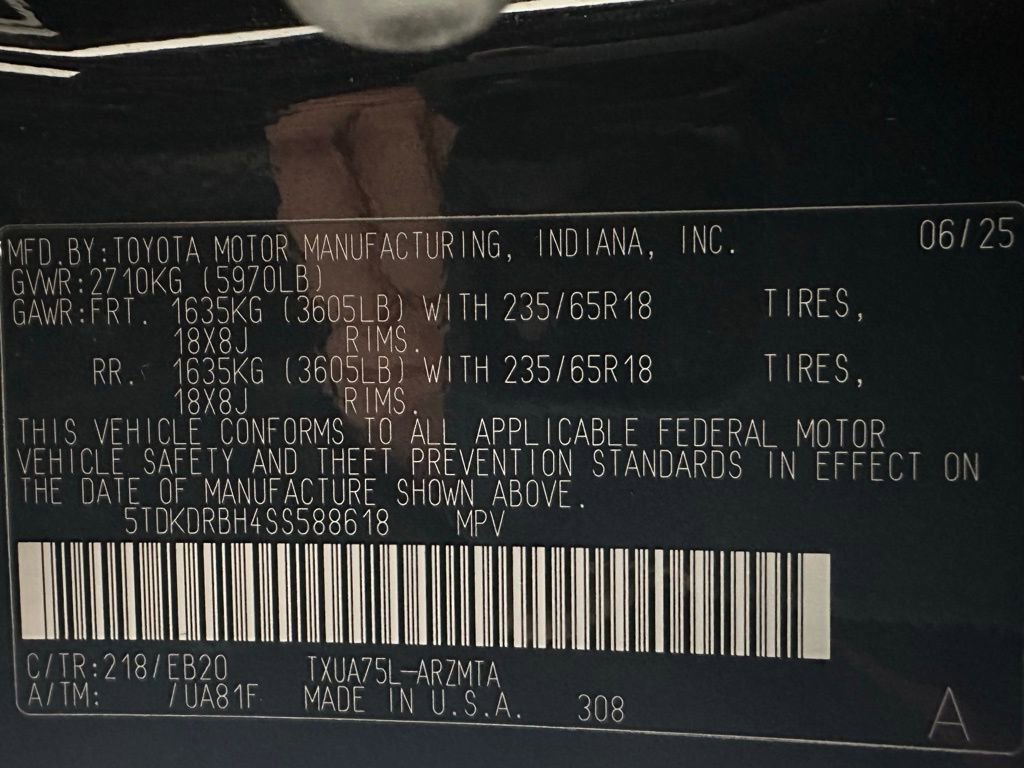 MFD.BY:TOYOTA MOTOR MANUFACTURING, INDIANA, INC. 06/25
GVWR:2710KG (5970LB)
GAWR:FRT. 1635KG (3605LB) WITH 235/65R18 TIRES,
18X8J RIMS.
RR. 1635KG (3605LB) WITH 235/65R18 TIRES,
18X8J RIMS.
THIS VEHICLE CONFORMS TO ALL APPLICABLE FEDERAL MOTOR
VEHICLE SAFETY AND THEFT PREVENTION STANDARDS IN EFFECT ON
THE DATE OF MANUFACTURE SHOWN ABOVE.
5TDKDRBH4SS588618 MPV
C/TR:218/EB20 TXUA75L-ARZMTA
A/TM: /UA81F MADE IN U.S.A. 308
A